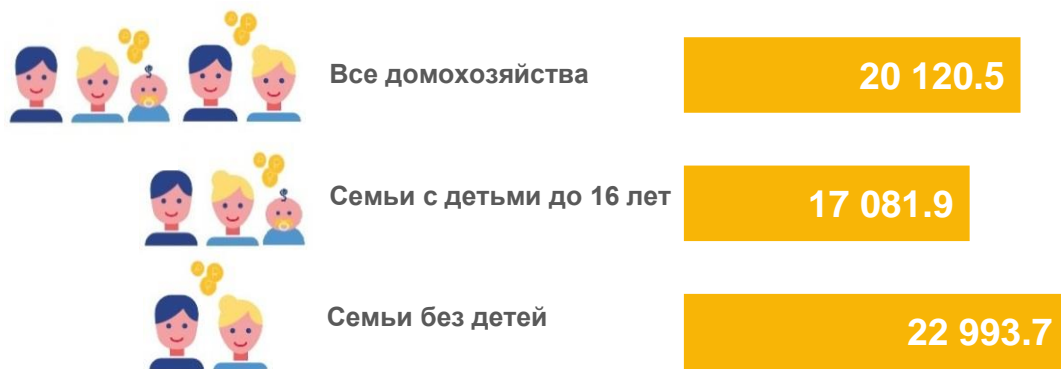 Все домохозяйства 20 120.5
Семьи с детьми до 16 лет 17 081.9
Семьи без детей 22 993.7